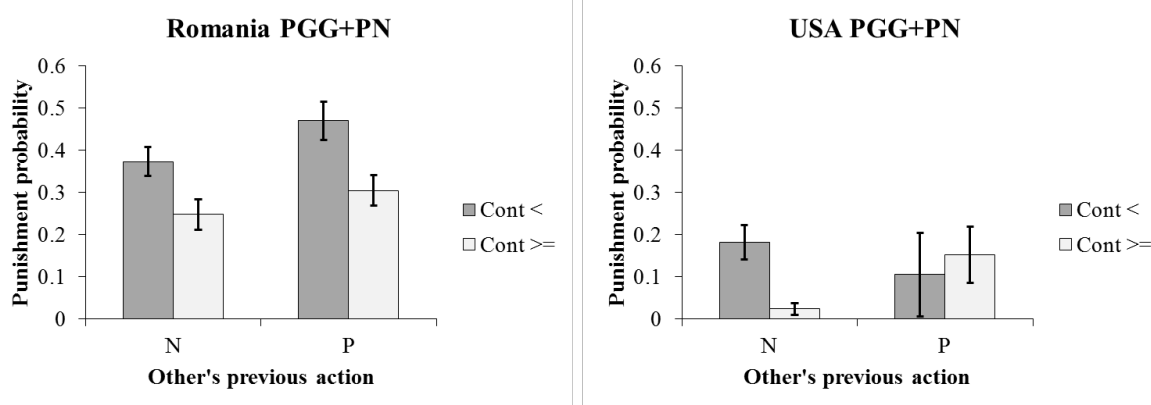 Romania PGG+PN
Punishment probability
0.6
0.5
0.4
0.3
0.2
0.1
0
N P
Other's previous action
Cont <
Cont >=
USA PGG+PN
Punishment probability
0.6
0.5
0.4
0.3
0.2
0.1
0
N P
Other's previous action
Cont <
Cont >=